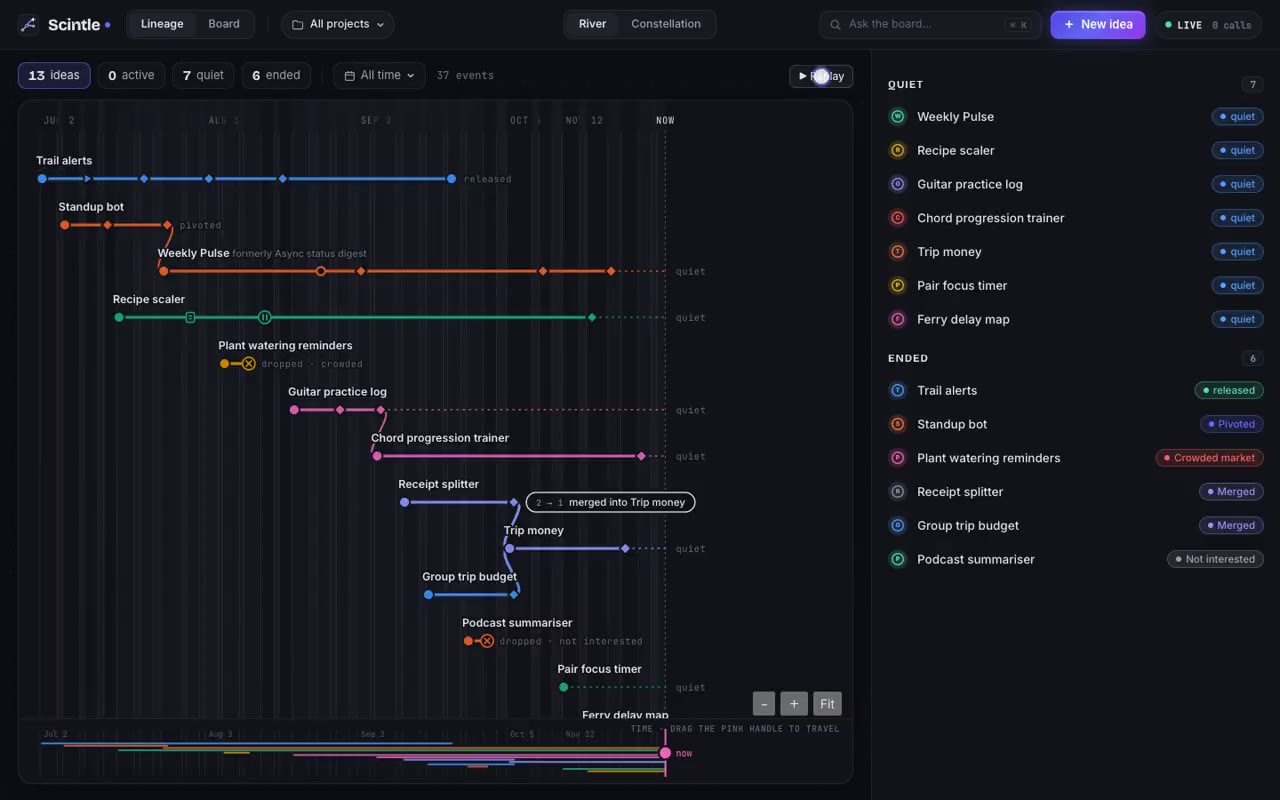 Scintle
Lineage
Board
All projects
River
Constellation
Ask the board...
⌘ K
+ New idea
LIVE 0 calls
13 ideas
0 active
7 quiet
6 ended
All time
37 events
SEP 2
OCT
NOV 12
NOW
Trail alerts
released
Standup bot
pivoted
Weekly Pulse formerly Async status digest
quiet
Recipe scaler
quiet
Plant watering reminders
dropped · crowded
Guitar practice log
quiet
Chord progression trainer
quiet
Receipt splitter
2 → 1 merged into Trip money
Trip money
quiet
Group trip budget
Podcast summariser
dropped · not interested
Pair focus timer
quiet
Ferry delay map
–
+
Fit
TIME · DRAG THE PINK HANDLE TO TRAVEL
Jul 2
Aug 3
Sep 2
Oct 5
Nov 12
now
QUIET
7
W Weekly Pulse
quiet
R Recipe scaler
quiet
G Guitar practice log
quiet
C Chord progression trainer
quiet
T Trip money
quiet
P Pair focus timer
quiet
F Ferry delay map
quiet
ENDED
6
T Trail alerts
released
S Standup bot
Pivoted
P Plant watering reminders
Crowded market
R Receipt splitter
Merged
G Group trip budget
Merged
P Podcast summariser
Not interested